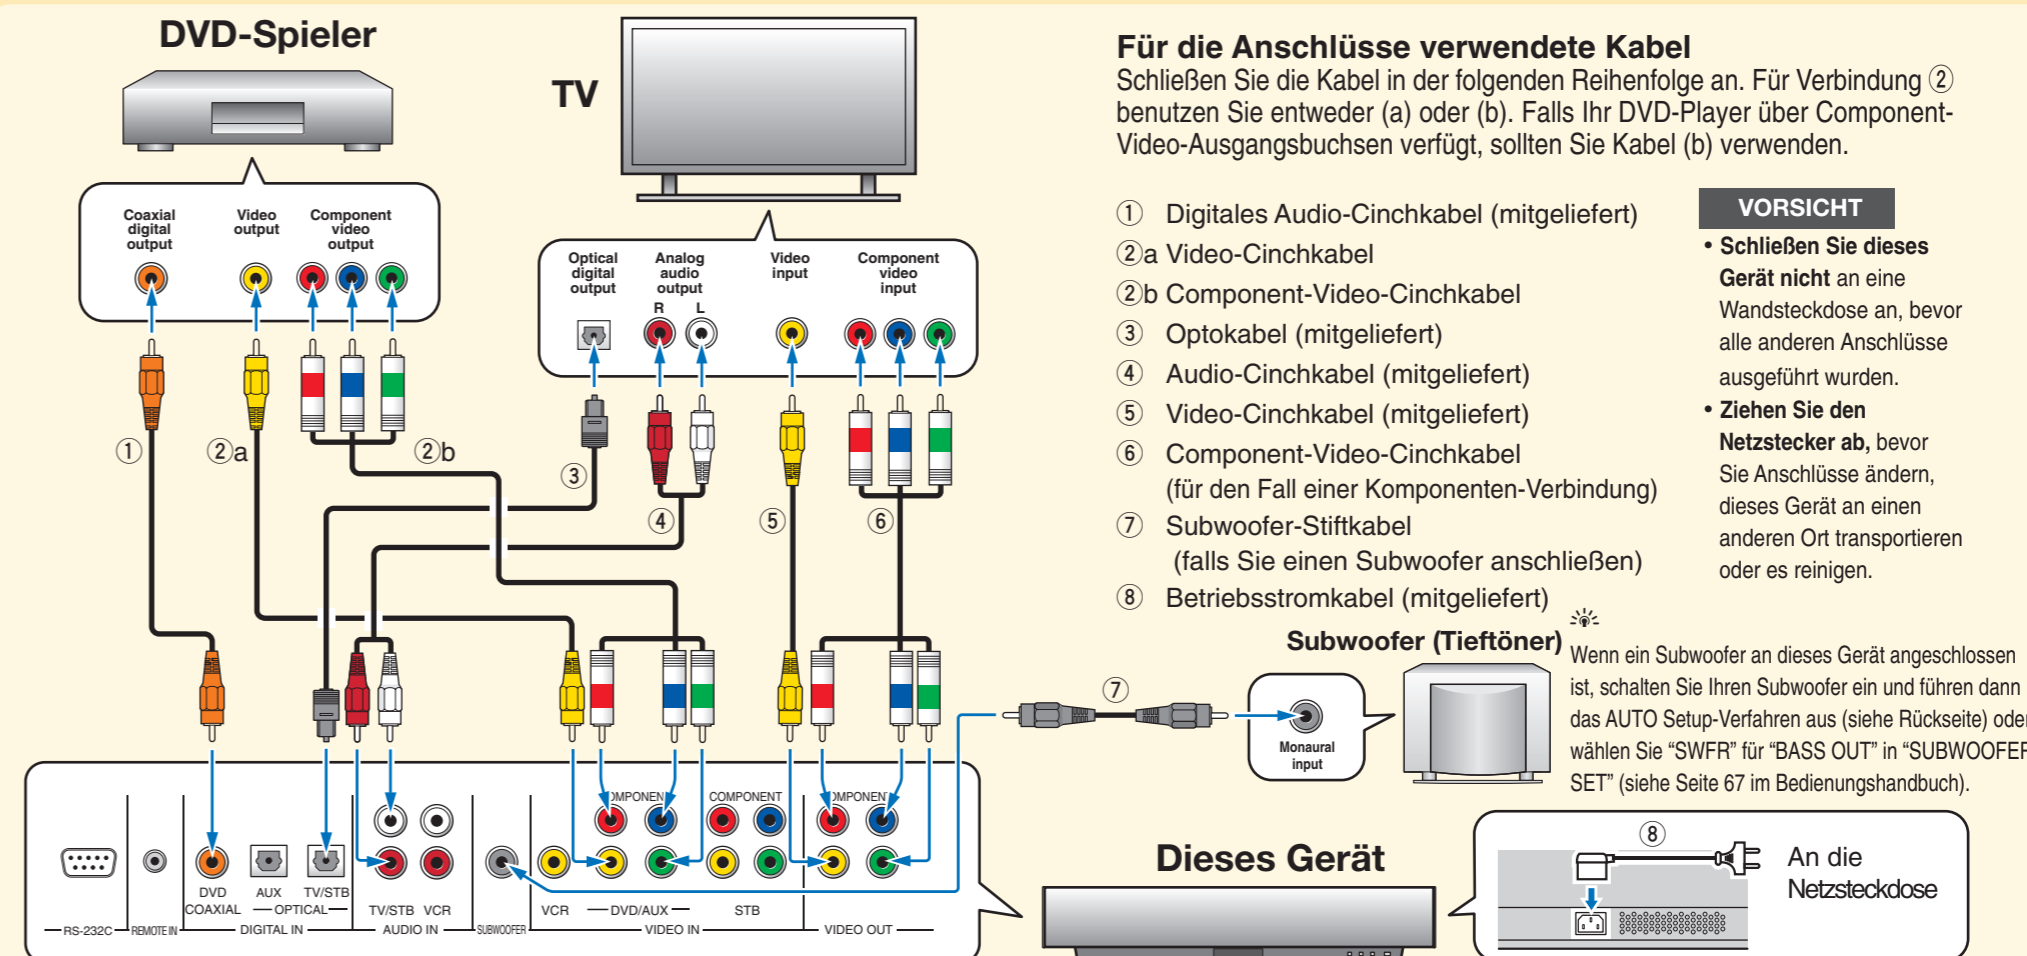 DVD-Spieler
TV
Coaxial digital output
Video output
Component video output
Optical digital output
Analog audio output
R L
Video input
Component video input
① ②a ②b ③ ④ ⑤ ⑥
Für die Anschlüsse verwendete Kabel
Schließen Sie die Kabel in der folgenden Reihenfolge an. Für Verbindung ②
benutzen Sie entweder (a) oder (b). Falls Ihr DVD-Player über Component-
Video-Ausgangsbuchsen verfügt, sollten Sie Kabel (b) verwenden.
① Digitales Audio-Cinchkabel (mitgeliefert)
②a Video-Cinchkabel
②b Component-Video-Cinchkabel
③ Optokabel (mitgeliefert)
④ Audio-Cinchkabel (mitgeliefert)
⑤ Video-Cinchkabel (mitgeliefert)
⑥ Component-Video-Cinchkabel
(für den Fall einer Komponenten-Verbindung)
⑦ Subwoofer-Stiftkabel
(falls Sie einen Subwoofer anschließen)
⑧ Betriebsstromkabel (mitgeliefert)
VORSICHT
• Schließen Sie dieses
Gerät nicht an eine
Wandsteckdose an, bevor
alle anderen Anschlüsse
ausgeführt wurden.
• Ziehen Sie den
Netzstecker ab, bevor
Sie Anschlüsse ändern,
dieses Gerät an einen
anderen Ort transportieren
oder es reinigen.
Subwoofer (Tieftöner)
⑦
Monaural
input
Wenn ein Subwoofer an dieses Gerät angeschlossen
ist, schalten Sie Ihren Subwoofer ein und führen dann
das AUTO Setup-Verfahren aus (siehe Rückseite) oder
wählen Sie “SWFR” für “BASS OUT” in “SUBWOOFER
SET” (siehe Seite 67 im Bedienungshandbuch).
COMPONENT COMPONENT COMPONENT
DVD AUX TV/STB
COAXIAL OPTICAL TV/STB VCR VCR DVD/AUX STB
RS-232C REMOTE IN DIGITAL IN AUDIO IN SUBWOOFER VIDEO IN VIDEO OUT
Dieses Gerät
⑧
An die
Netzsteckdose